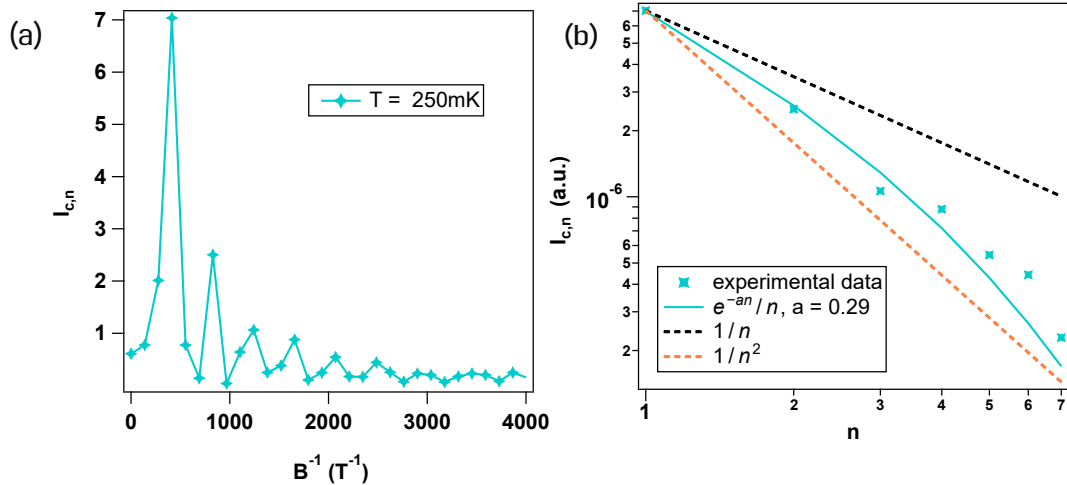 (a)
7
6
5
4
3
2
1
I_{c,n}
T = 250mK
0
1000
2000
3000
4000
B^{-1} (T^{-1})
(b)
6
5
4
3
2
10^{-6}
6
5
4
3
2
I_{c,n} (a.u.)
experimental data
e^{-an} / n, a = 0.29
1 / n
1 / n^2
1
2
3
4
5
6
7
n